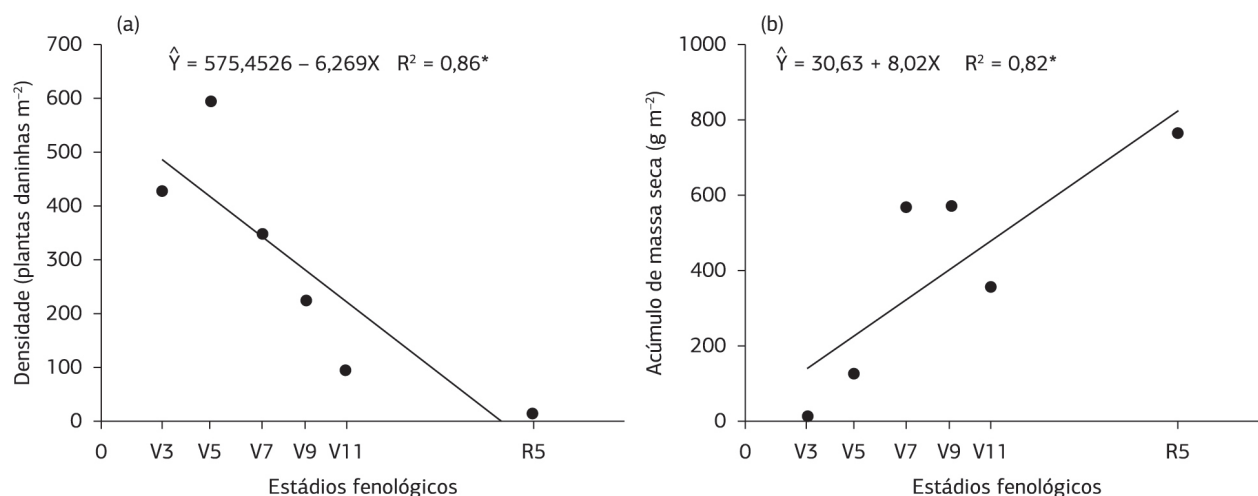 (a)
Ŷ = 575,4526 – 6,269X R² = 0,86*
Densidade (plantas daninhas m⁻²)
700
600
500
400
300
200
100
0
0 V3 V5 V7 V9 V11 R5
Estádios fenológicos
(b)
Ŷ = 30,63 + 8,02X R² = 0,82*
Acúmulo de massa seca (g m⁻²)
1000
800
600
400
200
0
0 V3 V5 V7 V9 V11 R5
Estádios fenológicos